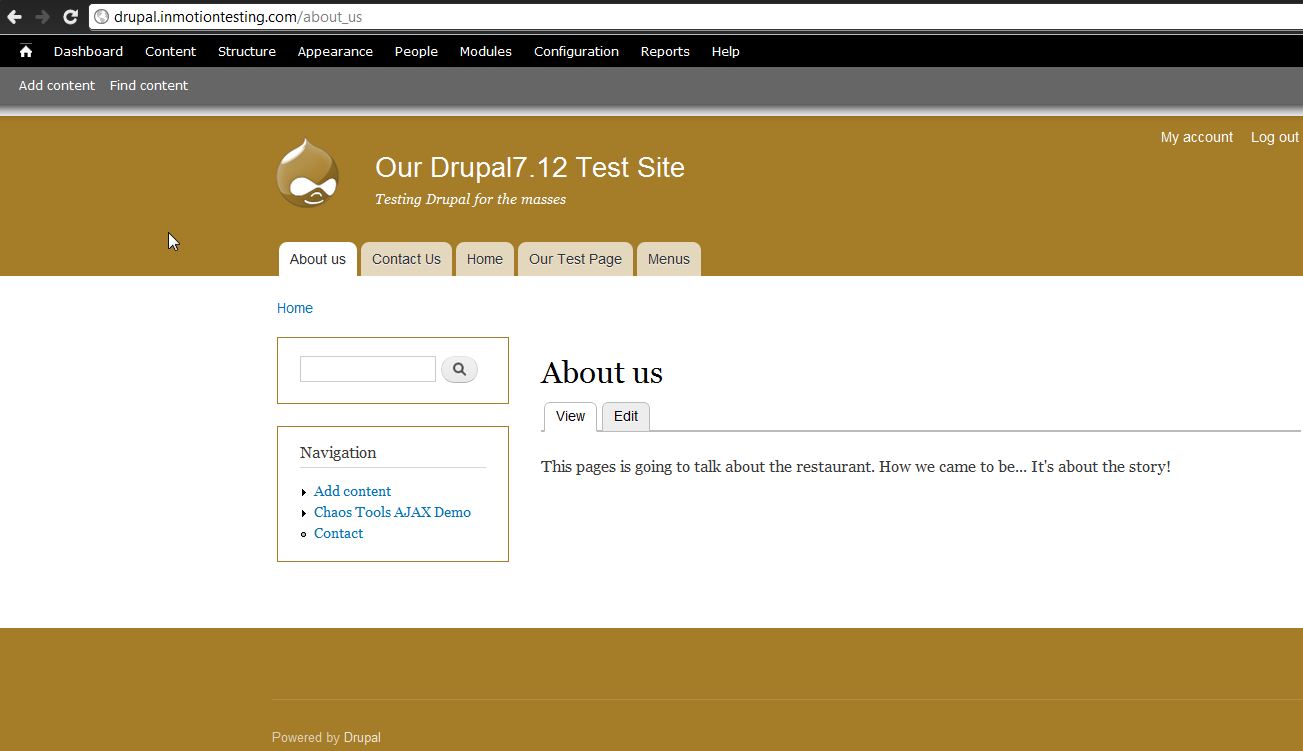 drupal.inmotiontesting.com/about_us
Dashboard Content Structure Appearance People Modules Configuration Reports Help
Add content Find content
My account Log out
Our Drupal7.12 Test Site
Testing Drupal for the masses
About us Contact Us Home Our Test Page Menus
Home
About us
View Edit
This pages is going to talk about the restaurant. How we came to be... It's about the story!
Navigation
Add content
Chaos Tools AJAX Demo
Contact
Powered by Drupal